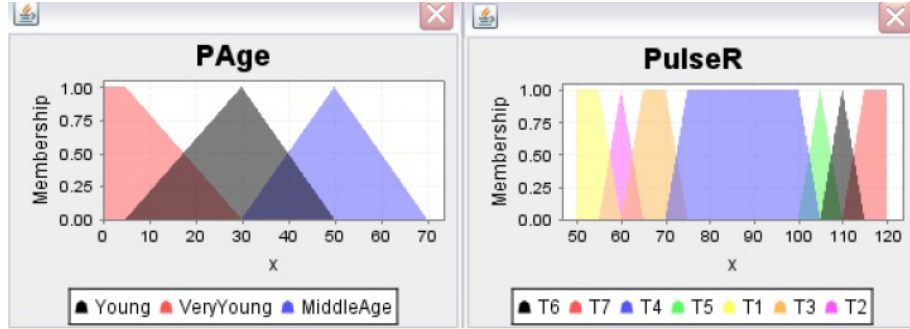 PAge
Membership
1.00
0.75
0.50
0.25
0.00
0 10 20 30 40 50 60 70
X
Young VeryYoung MiddleAge
PulseR
Membership
1.00
0.75
0.50
0.25
0.00
50 60 70 80 90 100 110 120
X
T6 T7 T4 T5 T1 T3 T2